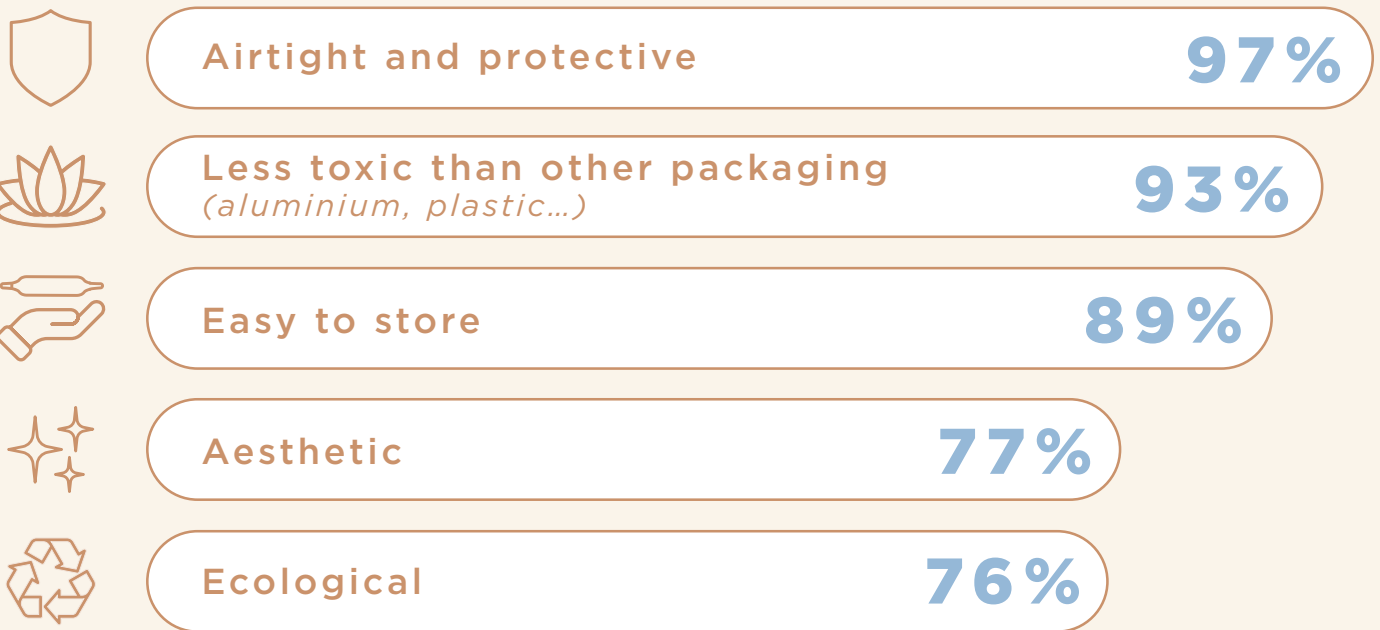 Airtight and protective 97%
Less toxic than other packaging 93%
(aluminium, plastic…)
Easy to store 89%
Aesthetic 77%
Ecological 76%